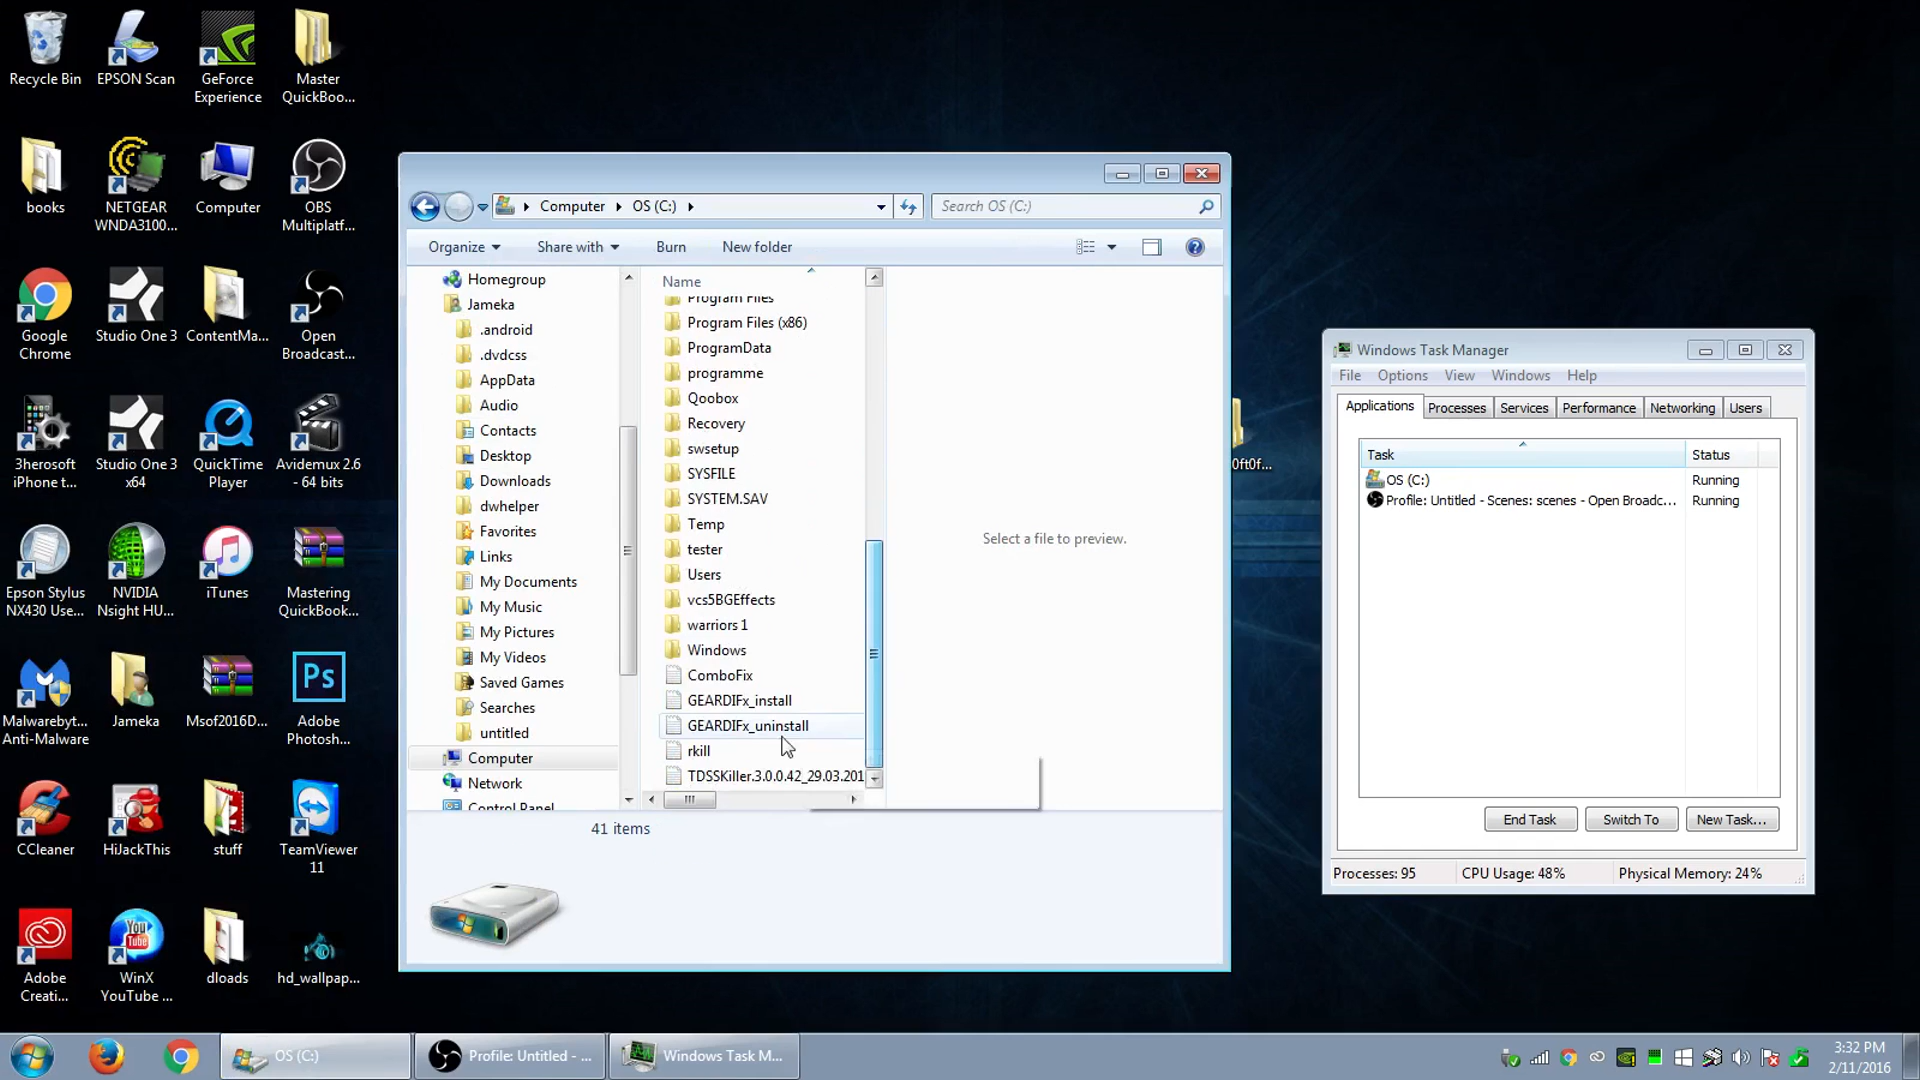 Recycle Bin
EPSON Scan
GeForce
Experience
Master
QuickBoo...
books
NETGEAR
WNDA3100...
Computer
OBS
Multiplatf...
Google
Chrome
Studio One 3
ContentMa...
Open
Broadcast...
3herosoft
iPhone t...
Studio One 3
x64
QuickTime
Player
Avidemux 2.6
- 64 bits
Epson Stylus
NX430 Use...
NVIDIA
Nsight HU...
iTunes
Mastering
QuickBook...
Malwarebyt...
Anti-Malware
Jameka
Msof2016D...
Ps
Adobe
Photosh...
CCleaner
HiJackThis
stuff
TeamViewer
11
Adobe
Creati...
You
Tube
WinX
YouTube ...
dloads
hd_wallpap...
Computer
OS (C:)
Search OS (C:)
Organize
Share with
Burn
New folder
Homegroup
Jameka
.android
.dvdcss
AppData
Audio
Contacts
Desktop
Downloads
dwhelper
Favorites
Links
My Documents
My Music
My Pictures
My Videos
Saved Games
Searches
untitled
Computer
Network
Control Panel
Name
Program Files
Program Files (x86)
ProgramData
programme
Qoobox
Recovery
swsetup
SYSFILE
SYSTEM.SAV
Temp
tester
Users
vcs5BGEffects
warriors 1
Windows
ComboFix
GEARDIFx_install
GEARDIFx_uninstall
rkill
TDSSKiller.3.0.0.42_29.03.201
Select a file to preview.
41 items
0ft0f...
Windows Task Manager
File Options View Windows Help
Applications Processes Services Performance Networking Users
Task Status
OS (C:) Running
Profile: Untitled - Scenes: scenes - Open Broadc... Running
End Task Switch To New Task...
Processes: 95 CPU Usage: 48% Physical Memory: 24%
OS (C:)
Profile: Untitled - ...
Windows Task M...
3:32 PM
2/11/2016